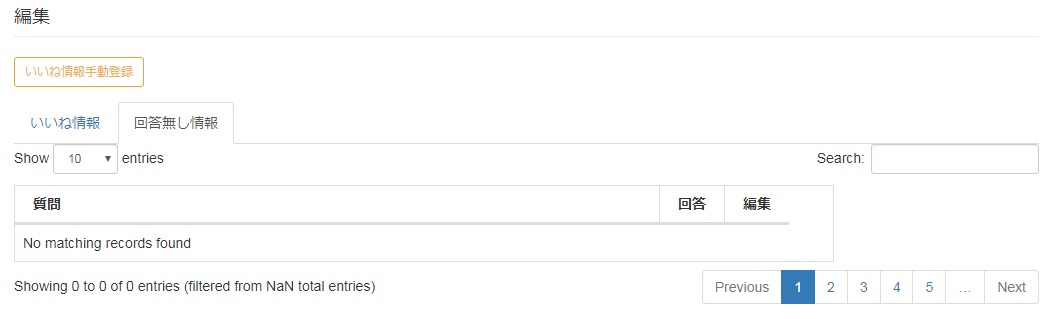 編集
いいね情報手動登録
いいね情報 回答無し情報
Show 10 entries Search:
質問 回答 編集
No matching records found
Showing 0 to 0 of 0 entries (filtered from NaN total entries) Previous 1 2 3 4 5 … Next